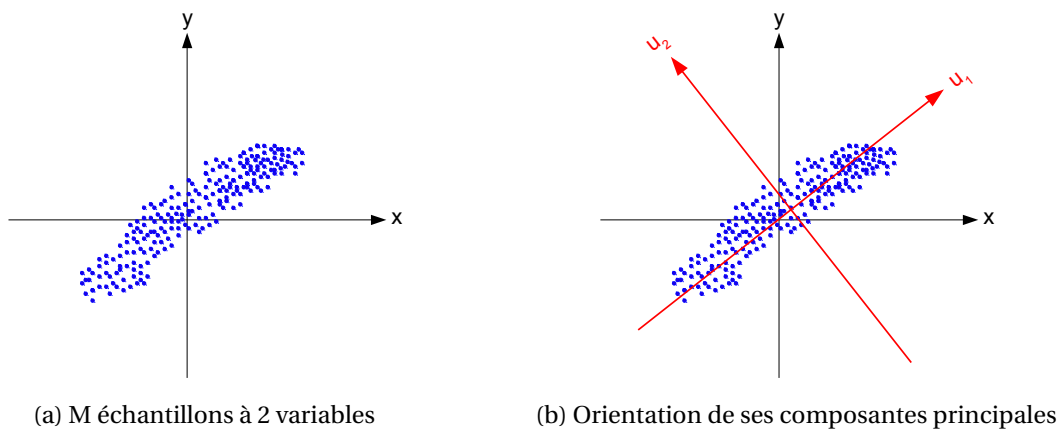 y
x
(a) M échantillons à 2 variables
y
u₂
u₁
x
(b) Orientation de ses composantes principales